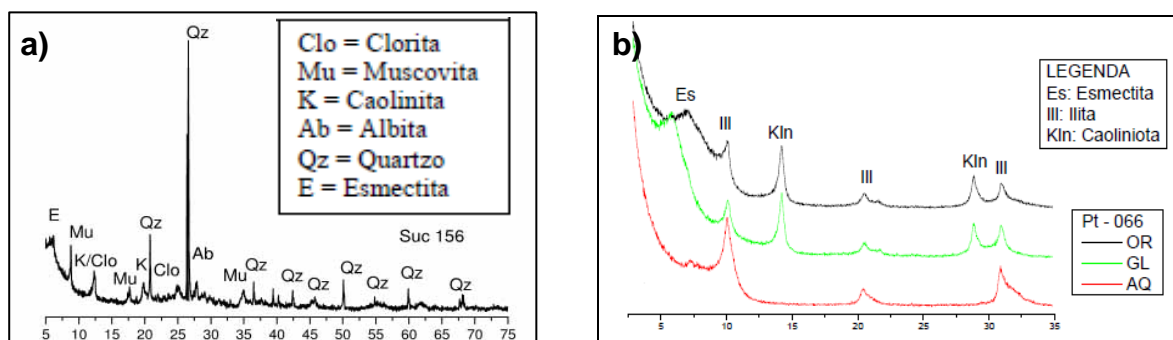 a)
Qz
Clo = Clorita
Mu = Muscovita
K = Caolinita
Ab = Albita
Qz = Quartzo
E = Esmectita
Suc 156
E
Mu
K/Clo
Mu
K
Qz
Clo
Ab
Mu
Qz
Qz
Qz
Qz
Qz
Qz
Qz
5 10 15 20 25 30 35 40 45 50 55 60 65 70 75
b)
LEGENDA
Es: Esmectita
Ill: Ilita
Kln: Caoliniota
Es
Ill
Kln
Ill
Kln
Ill
Pt - 066
OR
GL
AQ
5 10 15 20 25 30 35